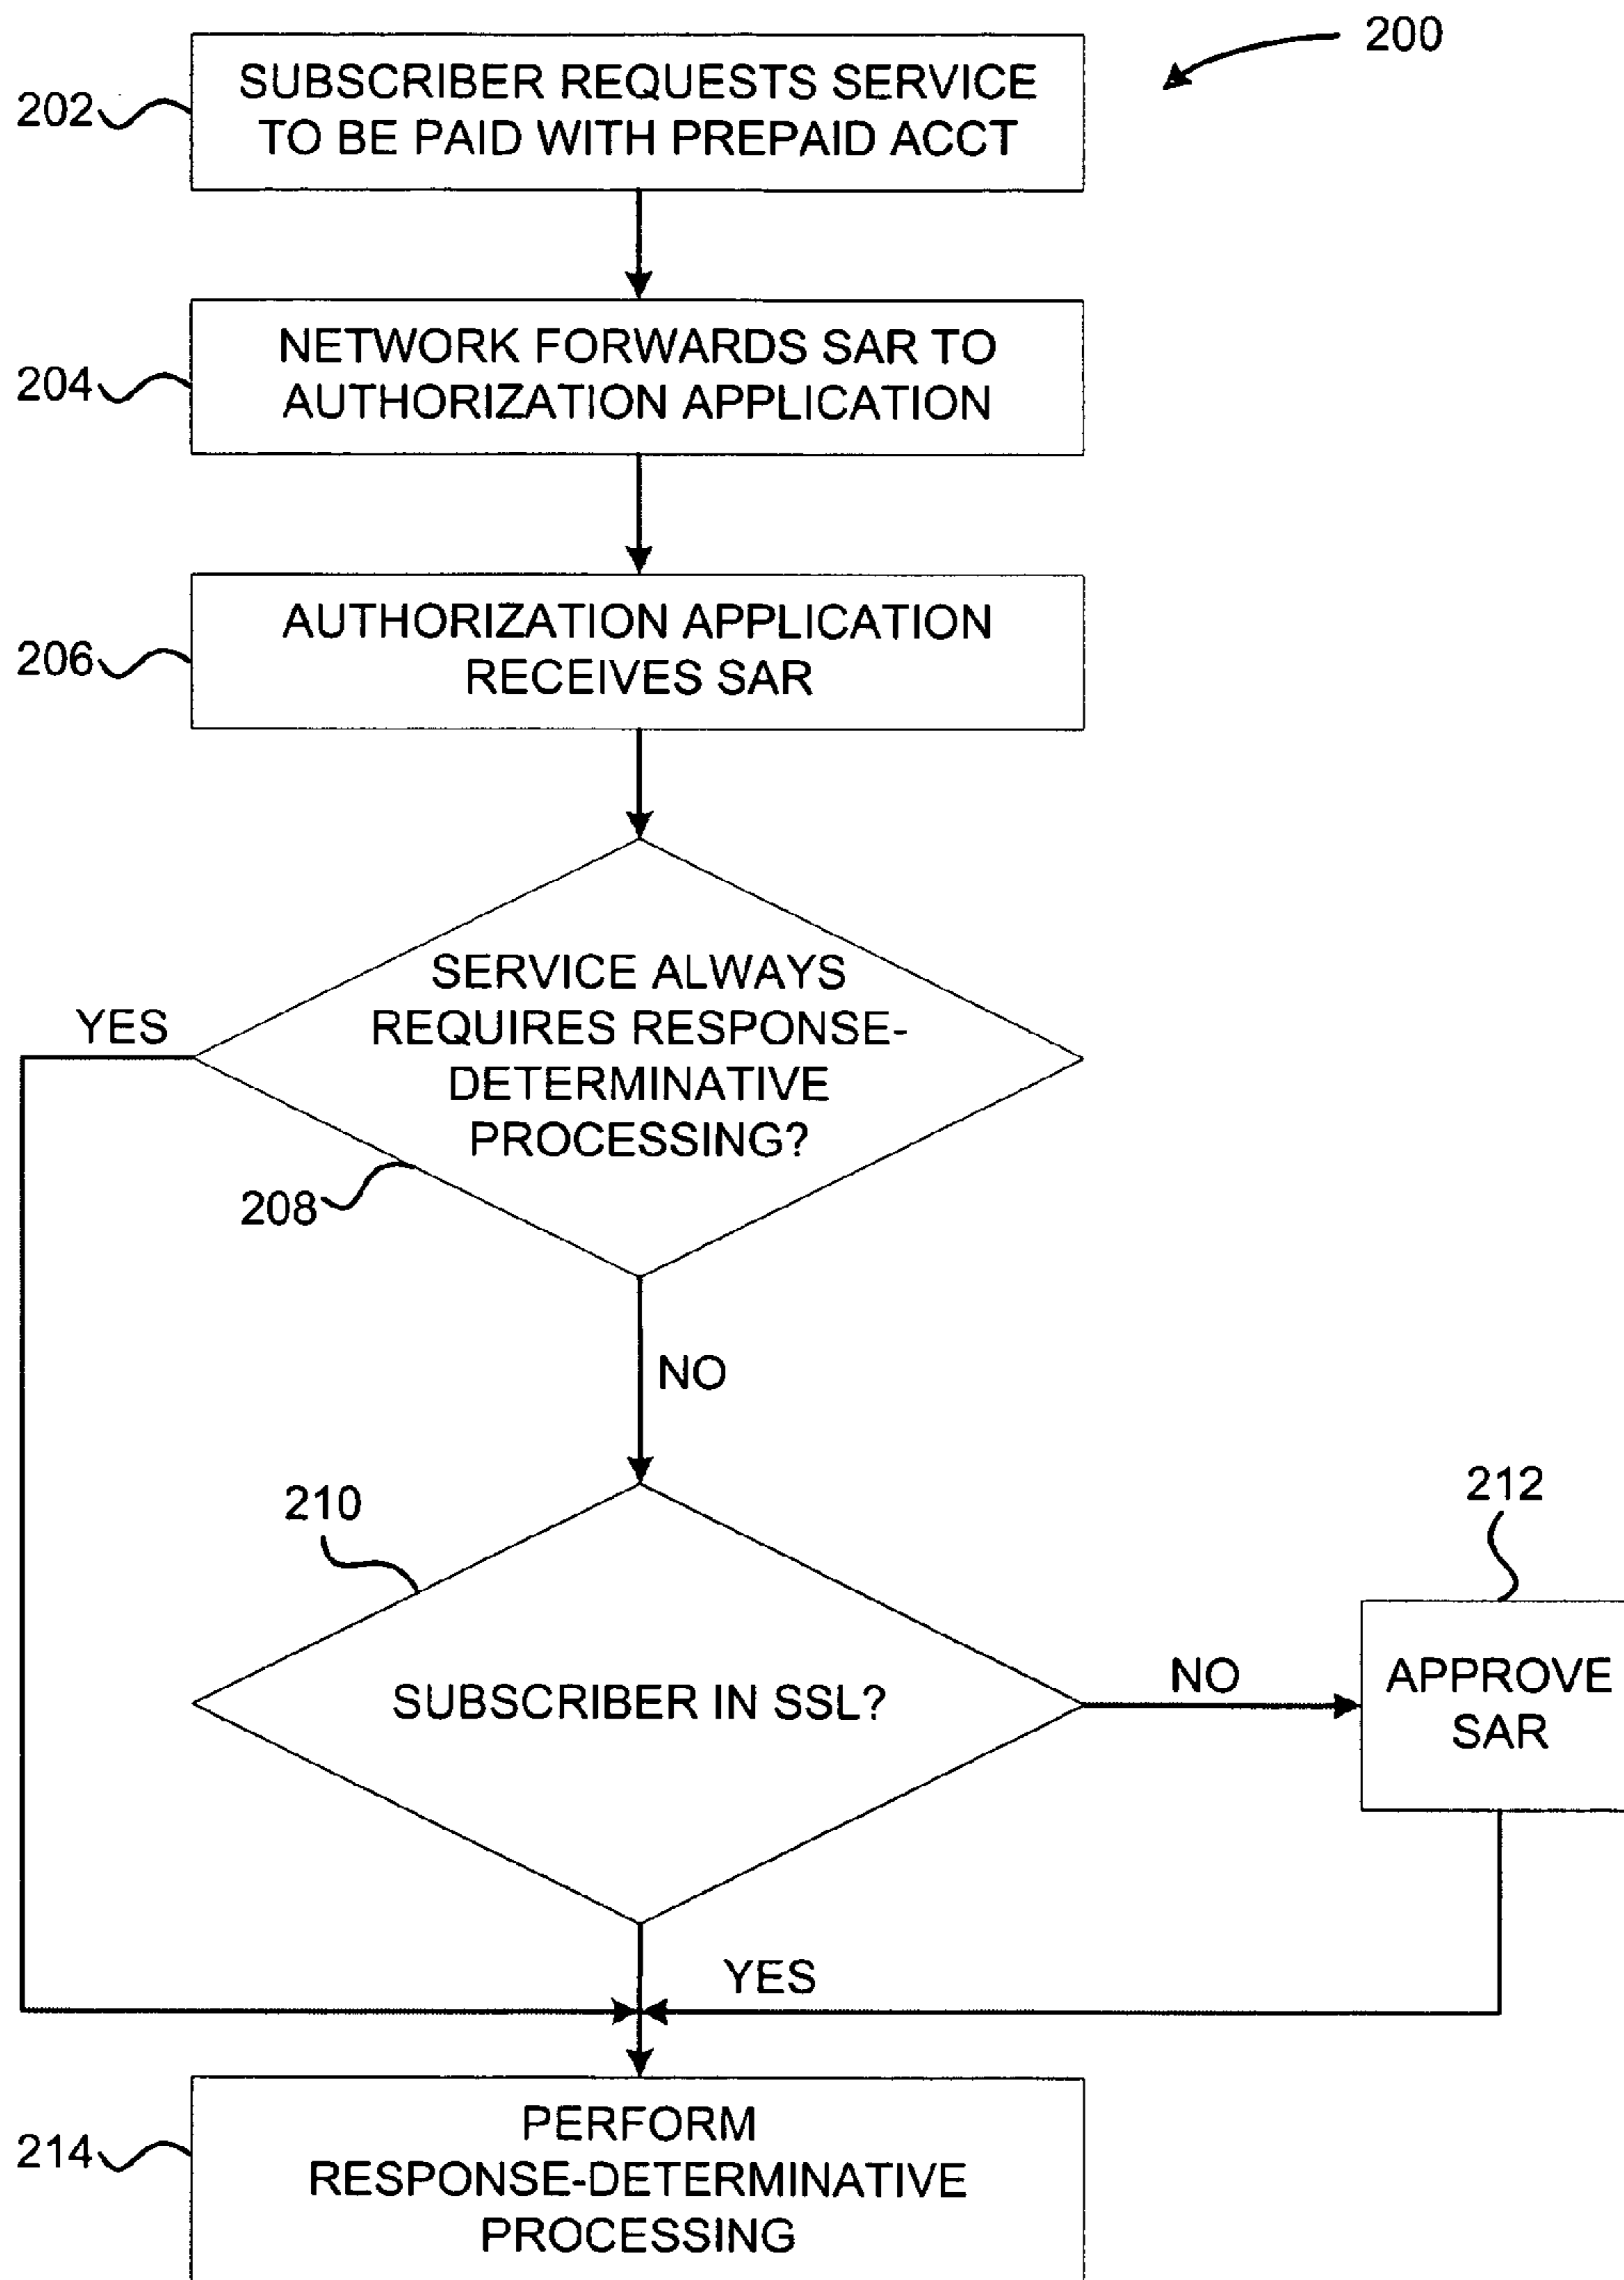 200
202
SUBSCRIBER REQUESTS SERVICE
TO BE PAID WITH PREPAID ACCT
204
NETWORK FORWARDS SAR TO
AUTHORIZATION APPLICATION
206
AUTHORIZATION APPLICATION
RECEIVES SAR
YES
SERVICE ALWAYS
REQUIRES RESPONSE-
DETERMINATIVE
PROCESSING?
208
NO
210
212
SUBSCRIBER IN SSL?
NO
APPROVE
SAR
YES
214
PERFORM
RESPONSE-DETERMINATIVE
PROCESSING